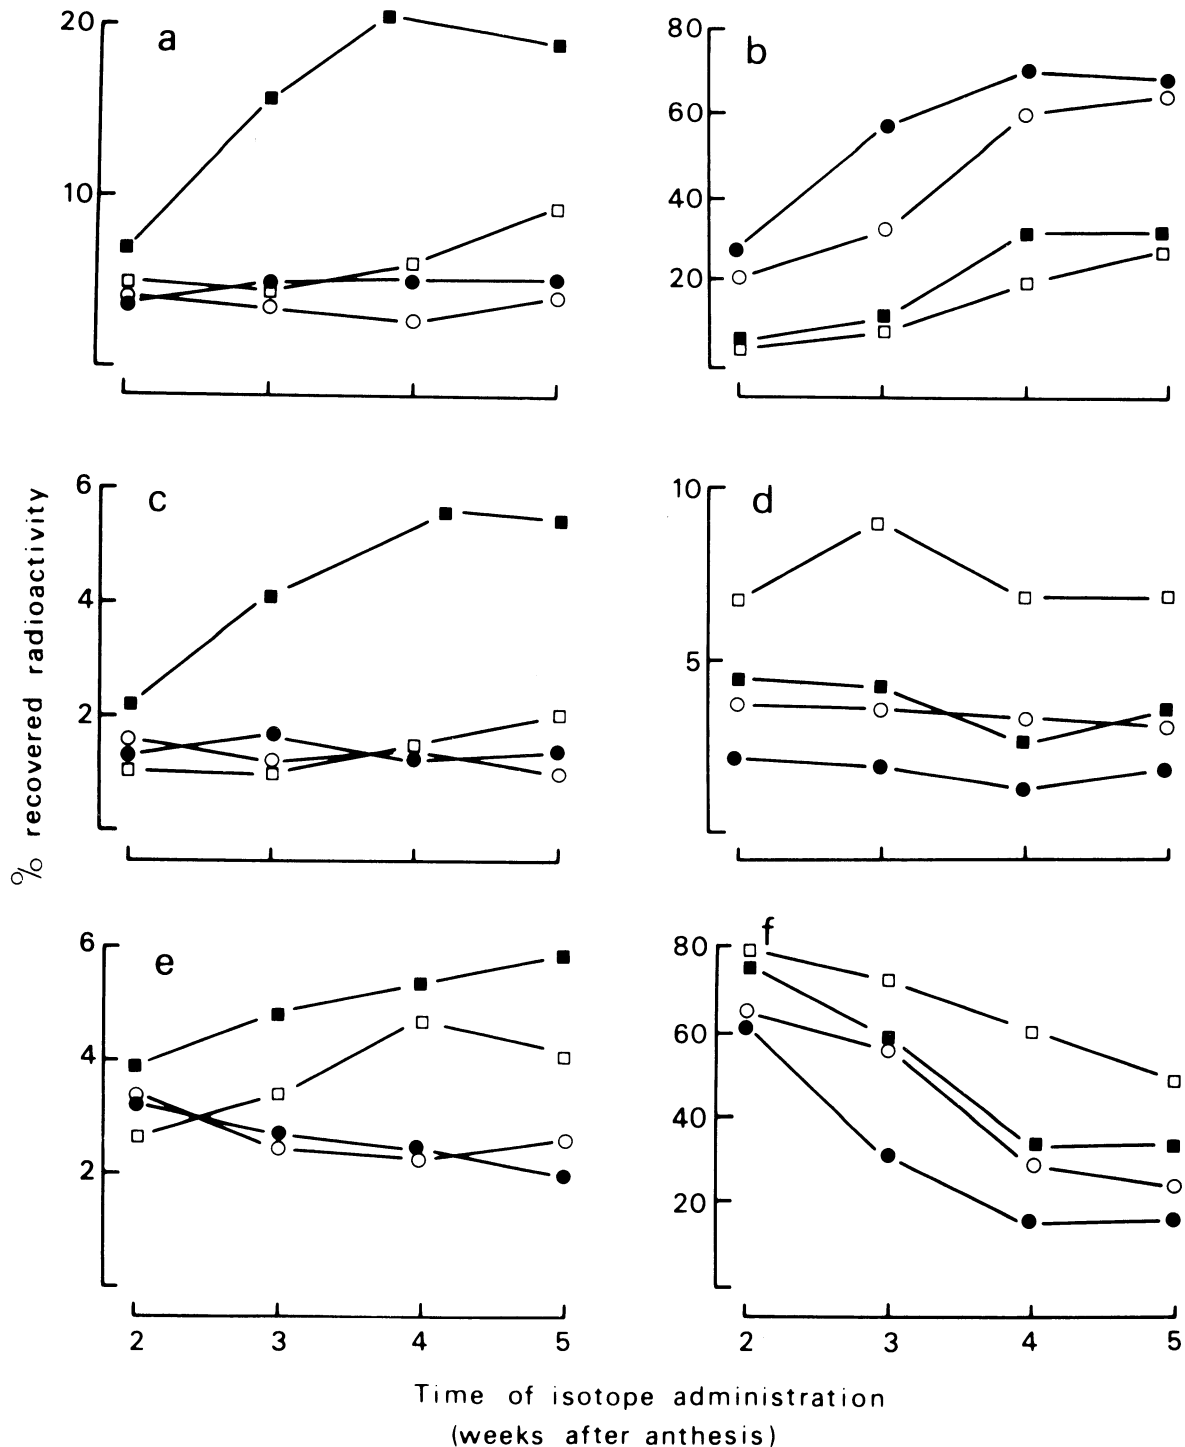 a
20
10
b
80
60
40
20
c
6
4
2
d
10
5
e
6
4
2
f
80
60
40
20
% recovered radioactivity
2 3 4 5
2 3 4 5
Time of isotope administration
(weeks after anthesis)